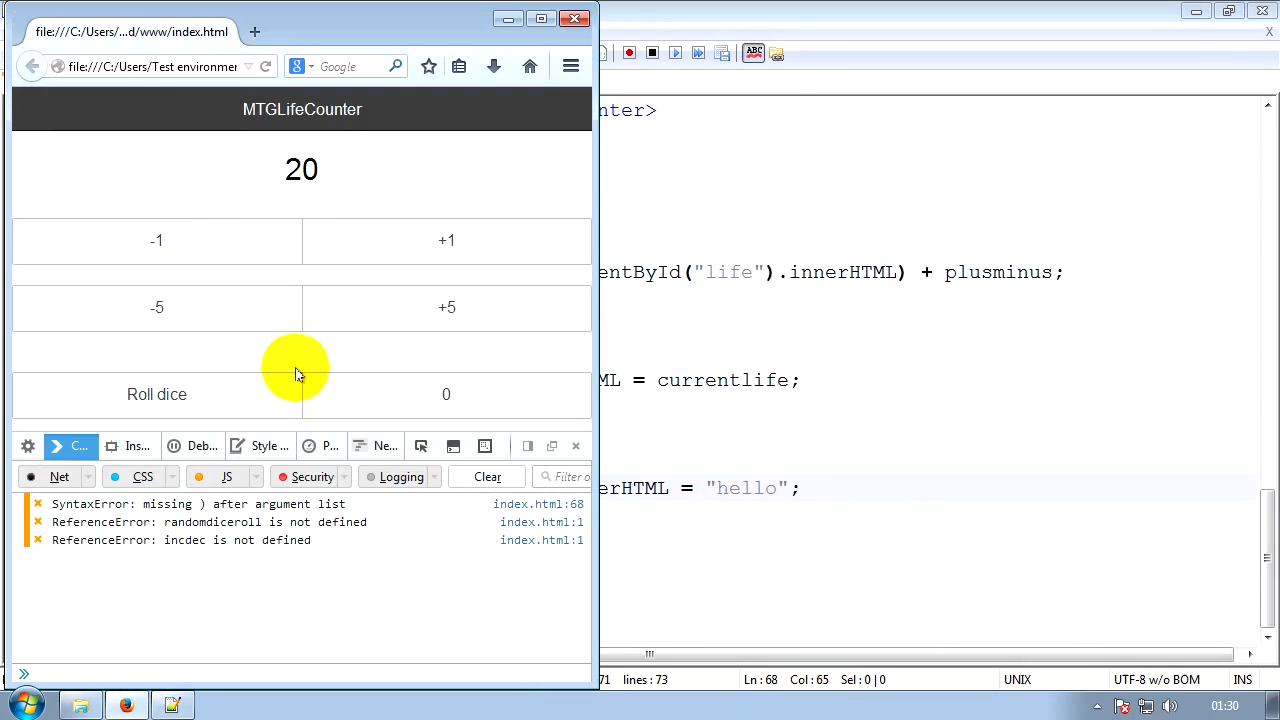 file:///C:/Users/...d/www/index.html
file:///C:/Users/Test environmer
Google
ABC
MTGLifeCounter
20
-1 +1
-5 +5
Roll dice 0
C... Ins... Deb... Style ... P... Ne...
Net CSS JS Security Logging Clear Filter o
SyntaxError: missing ) after argument list index.html:68
ReferenceError: randomdiceroll is not defined index.html:1
ReferenceError: incdec is not defined index.html:1
nter>
entById("life").innerHTML) + plusminus;
ML = currentlife;
erHTML = "hello";
71 lines:73 Ln:68 Col:65 Sel:0|0 UNIX UTF-8 w/o BOM INS
01:30